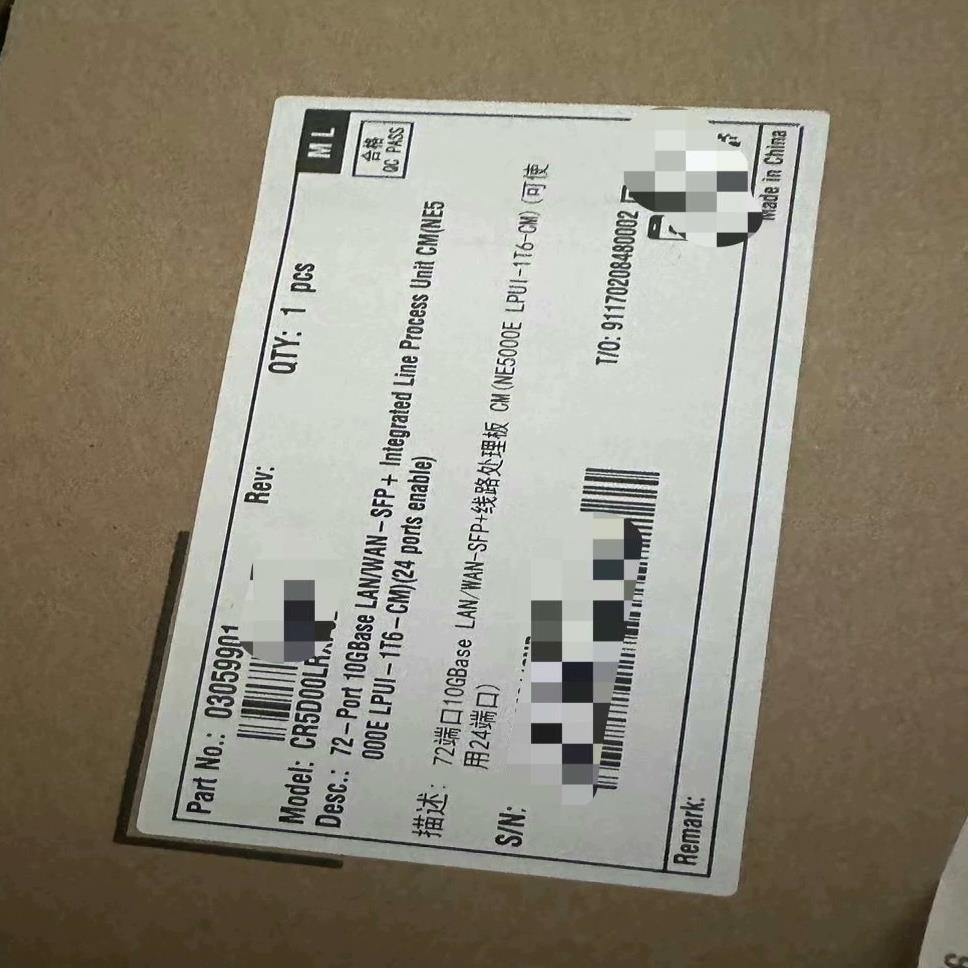 ML
Part No.: 03059901
Rev:
QTY: 1 pcs
合格
QC PASS
Model:
Desc.: 72-Port 10GBase LAN/WAN-SFP+ Integrated Line Process Unit CM(NE5
000E LPUI-1T6-CM)(24 ports enable)
描述: 72端口10GBase LAN/WAN-SFP+线路处理板 CM(NE5000E LPUI-1T6-CM) (可使
用24端口)
S/N:
T/O: 91170208480002
Remark:
Made in China